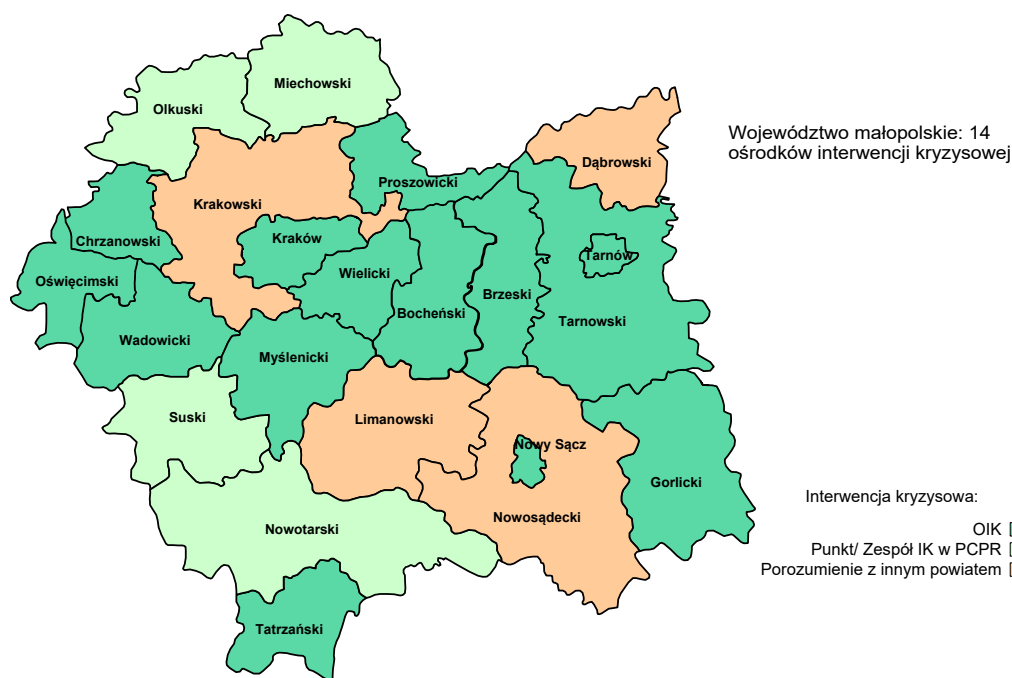 Miechowski
Olkuski
Województwo małopolskie: 14
ośrodków interwencji kryzysowej
Dąbrowski
Proszowicki
Krakowski
Chrzanowski
Kraków
Tarnów
Wielicki
Oświęcimski
Brzeski
Bocheński
Tarnowski
Wadowicki
Myślenicki
Suski
Limanowski
Nowy Sącz
Gorlicki
Interwencja kryzysowa:
Nowosądecki
Nowotarski
OIK
Punkt/ Zespół IK w PCPR
Porozumienie z innym powiatem
Tatrzański